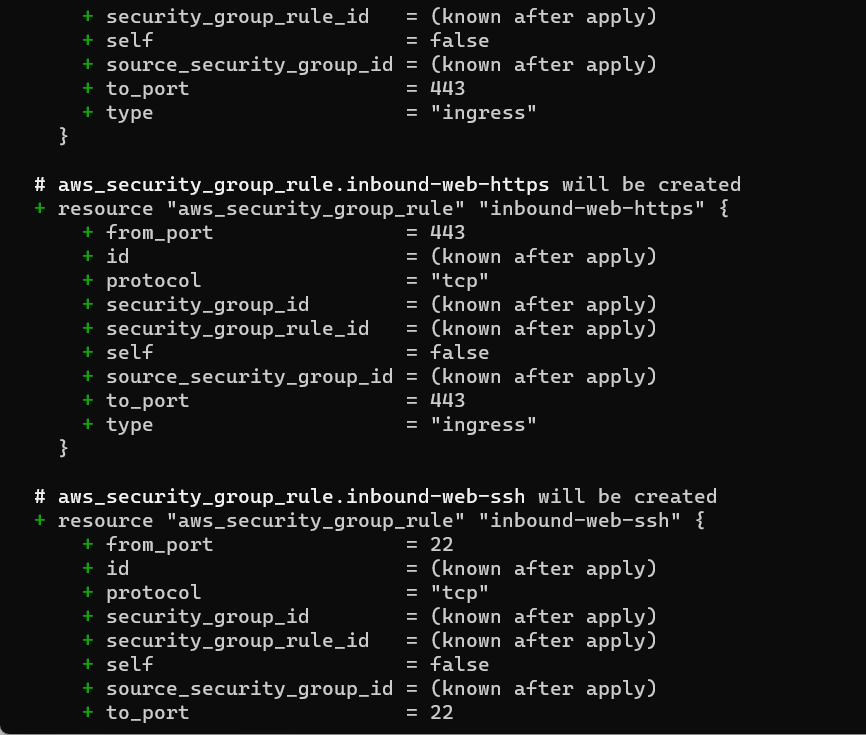 + security_group_rule_id   = (known after apply)
+ self                     = false
+ source_security_group_id = (known after apply)
+ to_port                  = 443
+ type                     = "ingress"
}
# aws_security_group_rule.inbound-web-https will be created
+ resource "aws_security_group_rule" "inbound-web-https" {
+ from_port                = 443
+ id                       = (known after apply)
+ protocol                 = "tcp"
+ security_group_id        = (known after apply)
+ security_group_rule_id   = (known after apply)
+ self                     = false
+ source_security_group_id = (known after apply)
+ to_port                  = 443
+ type                     = "ingress"
}
# aws_security_group_rule.inbound-web-ssh will be created
+ resource "aws_security_group_rule" "inbound-web-ssh" {
+ from_port                = 22
+ id                       = (known after apply)
+ protocol                 = "tcp"
+ security_group_id        = (known after apply)
+ security_group_rule_id   = (known after apply)
+ self                     = false
+ source_security_group_id = (known after apply)
+ to_port                  = 22